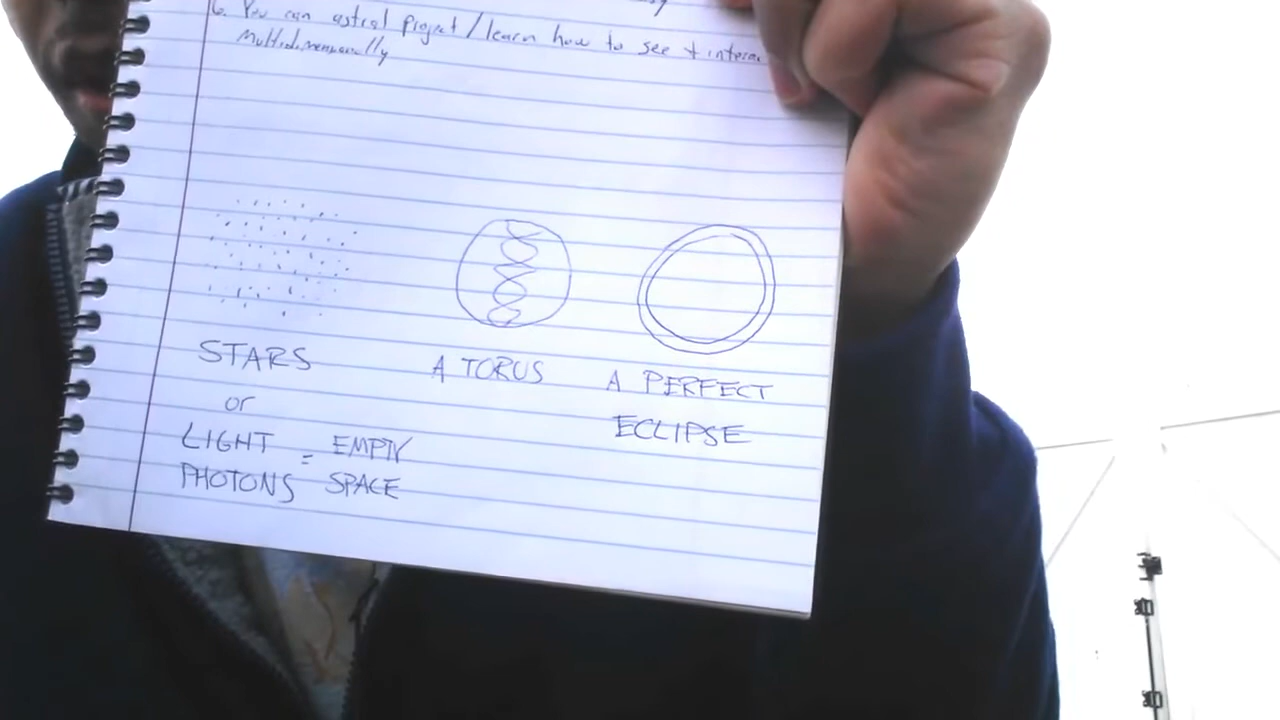 6. You can astral project/learn how to see + interac
Multidimensionally
STARS
or
LIGHT = EMPTY
PHOTONS SPACE
A TORUS
A PERFECT
ECLIPSE